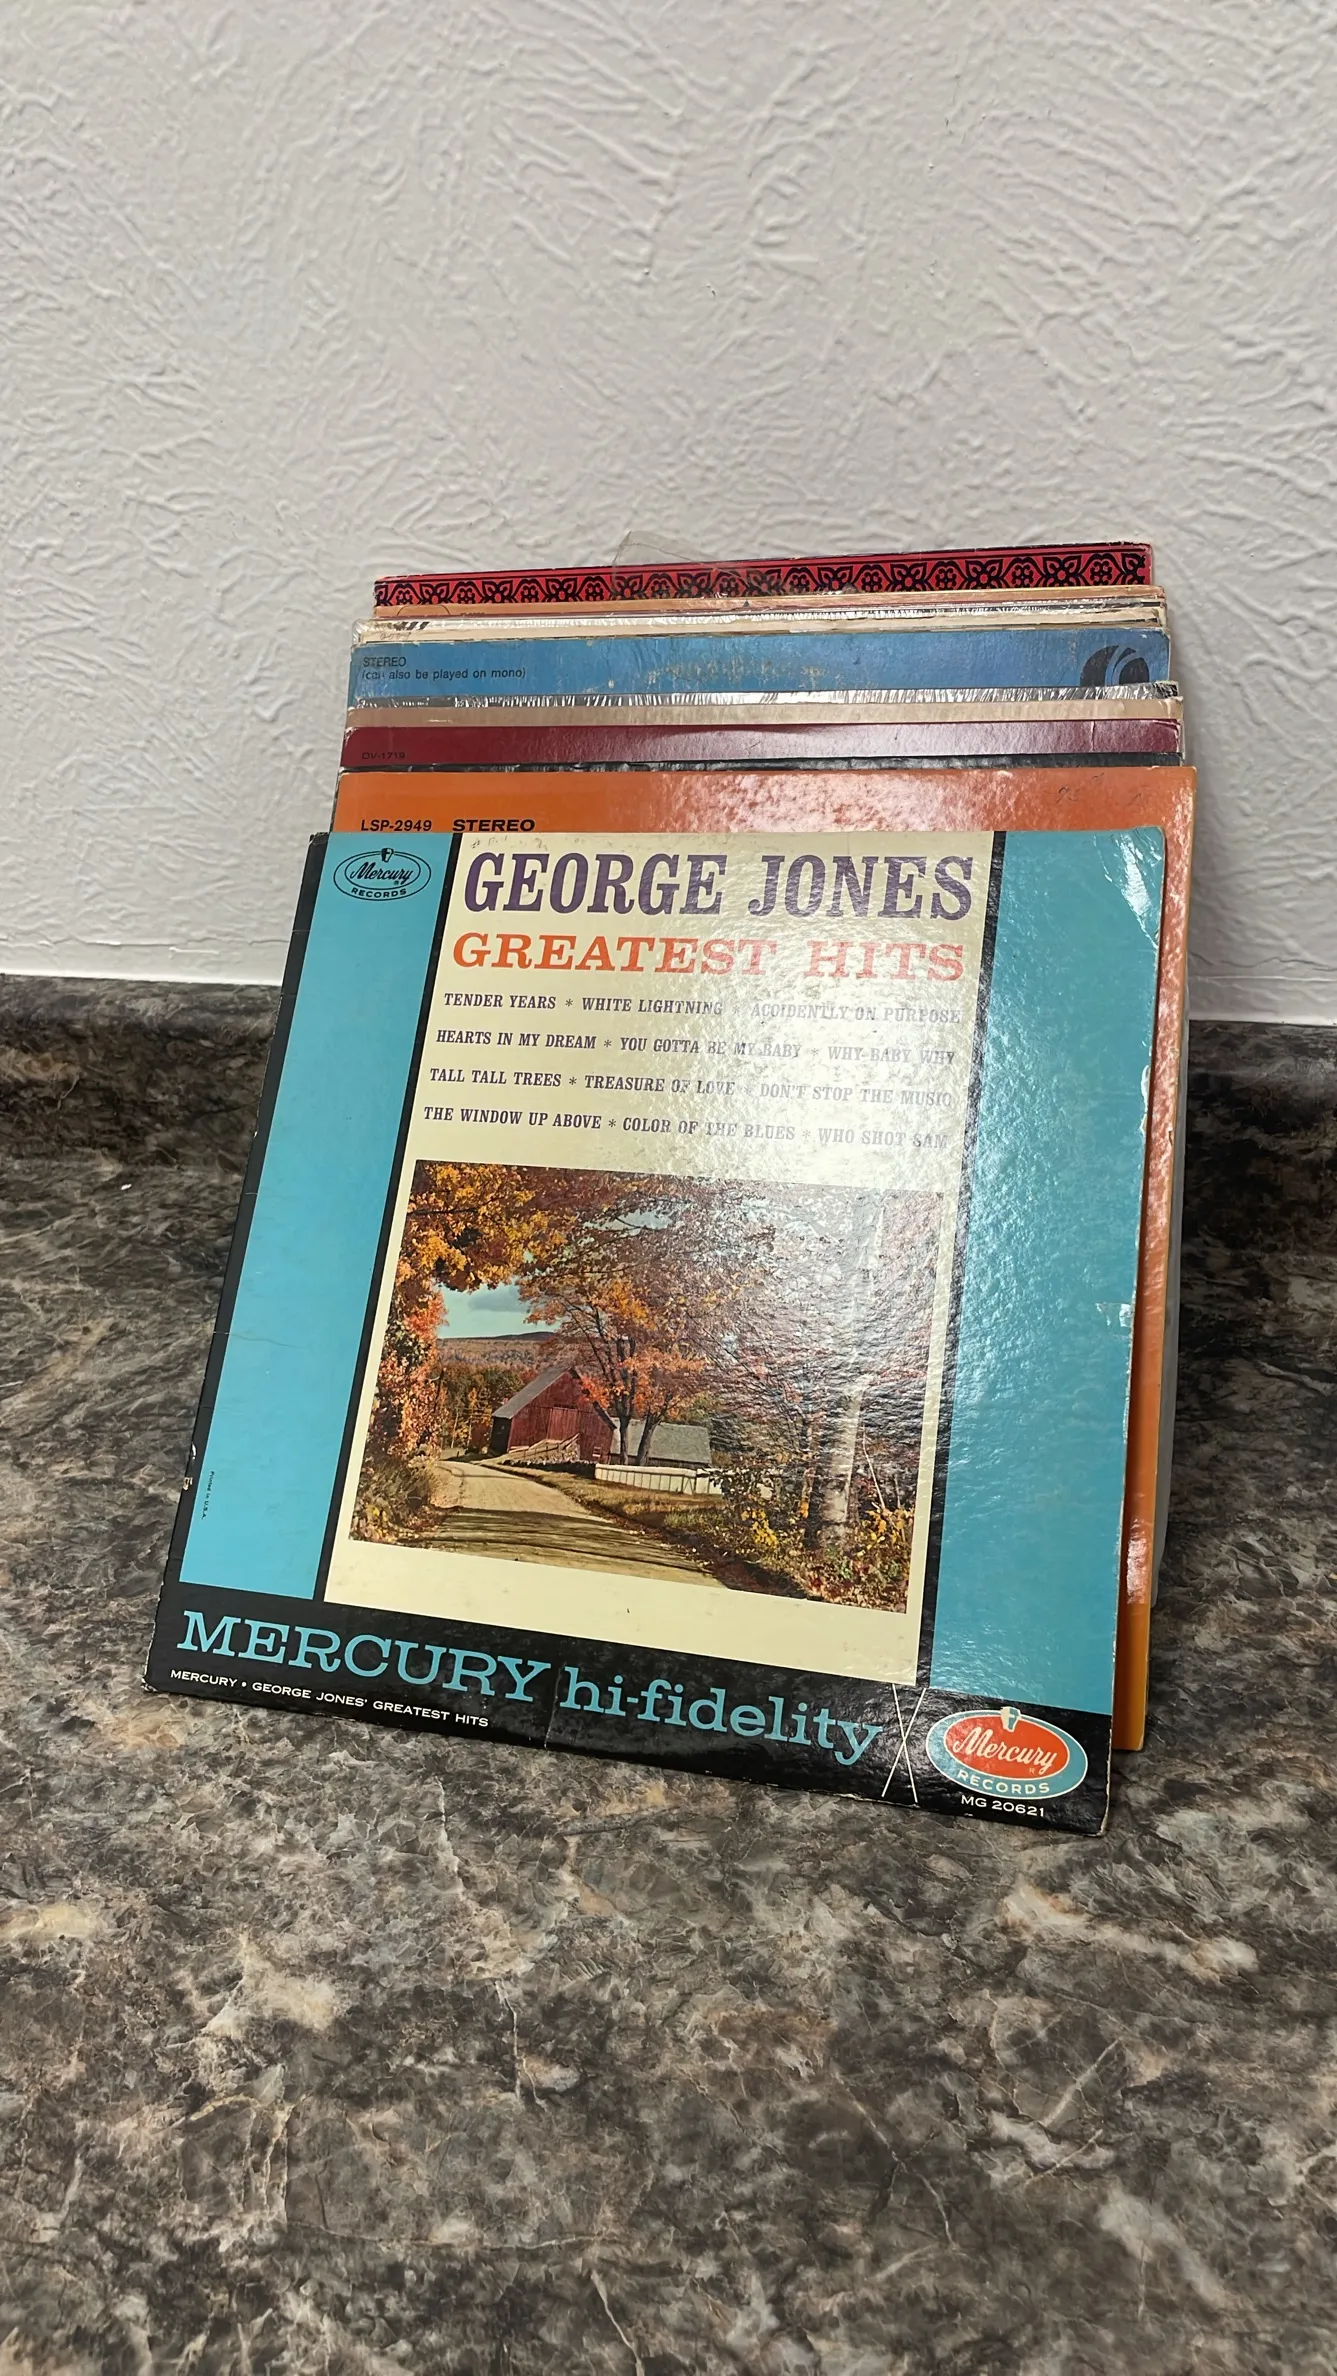 STEREO
(can also be played on mono)
DV-1719
LSP-2949 STEREO
Mercury
RECORDS
GEORGE JONES
GREATEST HITS
TENDER YEARS * WHITE LIGHTNING * ACCIDENTLY ON PURPOSE
HEARTS IN MY DREAM * YOU GOTTA BE MY BABY * WHY BABY WHY
TALL TALL TREES * TREASURE OF LOVE * DON'T STOP THE MUSIC
THE WINDOW UP ABOVE * COLOR OF THE BLUES * WHO SHOT SAM
Printed in U.S.A.
MERCURY hi-fidelity
MERCURY • GEORGE JONES' GREATEST HITS
Mercury
RECORDS
MG 20621